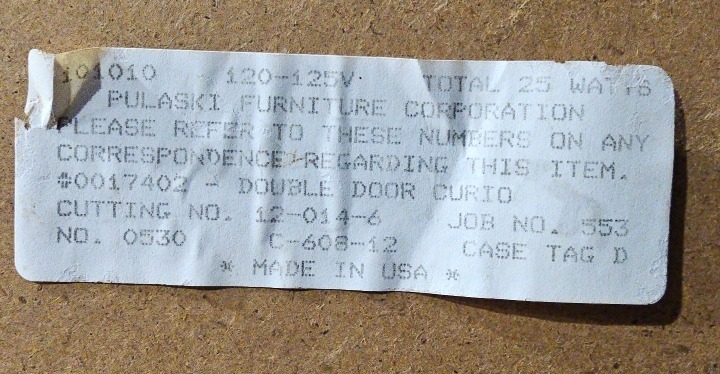 101010 120-125V TOTAL 25 WATTS
PULASKI FURNITURE CORPORATION
PLEASE REFER TO THESE NUMBERS ON ANY
CORRESPONDENCE REGARDING THIS ITEM.
#0017402 - DOUBLE DOOR CURIO
CUTTING NO. 12-014-6 JOB NO. 553
NO. 0530 C-608-12 CASE TAG D
* MADE IN USA *